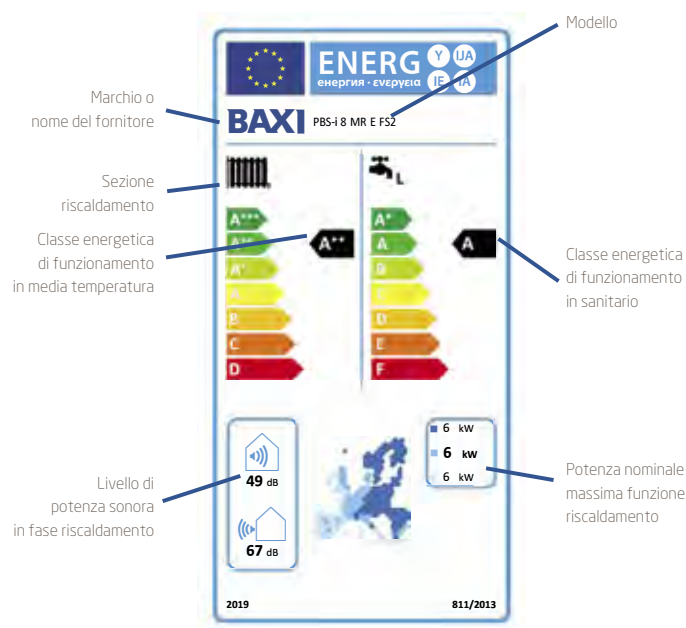 Modello
ENERG Y IJA
енергия · ενεργεια IE IA
Marchio o
nome del fornitore
BAXI PBS-i 8 MR E FS2
Sezione
riscaldamento
L
Classe energetica
di funzionamento
in media temperatura
A+++
A++
A+
A
B
C
D
A++
A+
A
B
C
D
E
F
A
Classe energetica
di funzionamento
in sanitario
Livello di
potenza sonora
in fase riscaldamento
49 dB
67 dB
6 kW
6 kW
6 kW
Potenza nominale
massima funzione
riscaldamento
2019
811/2013